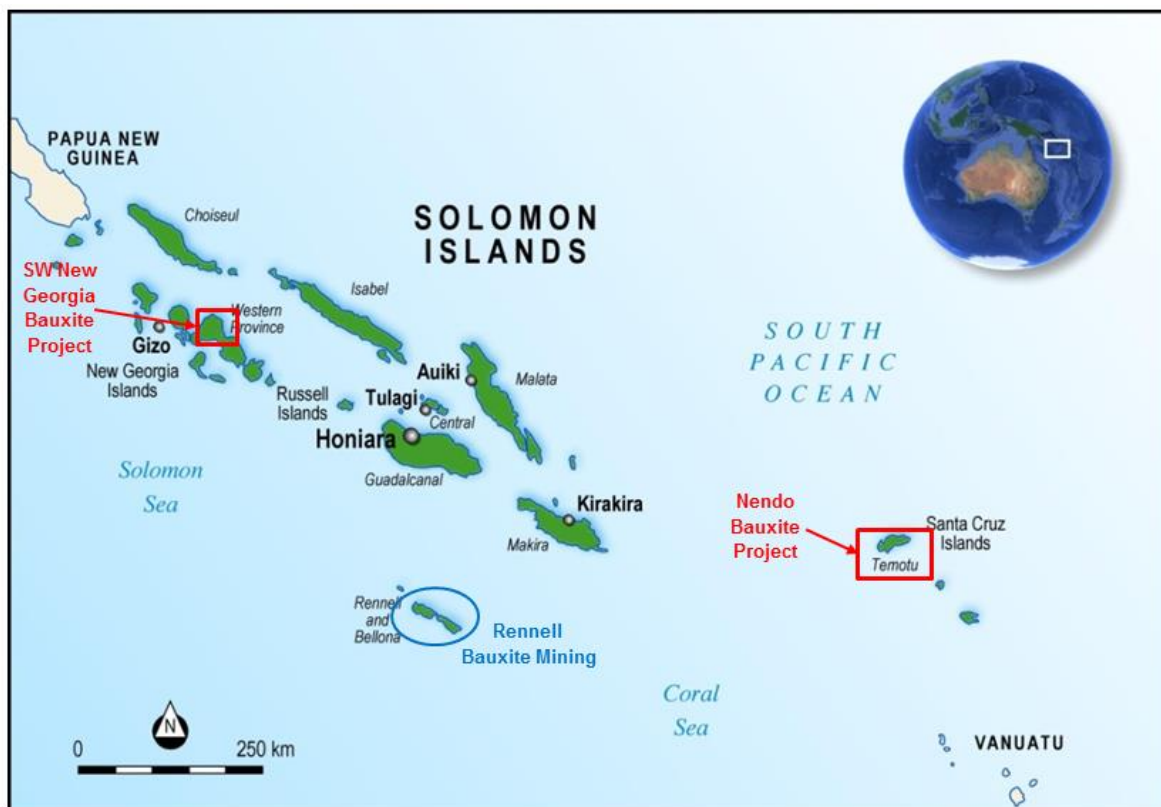 PAPUA NEW
GUINEA
Choiseul
SOLOMON
ISLANDS
SW New
Georgia
Bauxite
Project
Western
Province
Isabel
Gizo
New Georgia
Islands
SOUTH
PACIFIC
OCEAN
Auiki
Malata
Russell
Islands
Tulagi
Central
Honiara
Guadalcanal
Solomon
Sea
Kirakira
Makira
Nendo
Bauxite
Project
Santa Cruz
Islands
Temotu
Rennell
and
Bellona
Rennell
Bauxite Mining
Coral
Sea
N
0 250 km
VANUATU